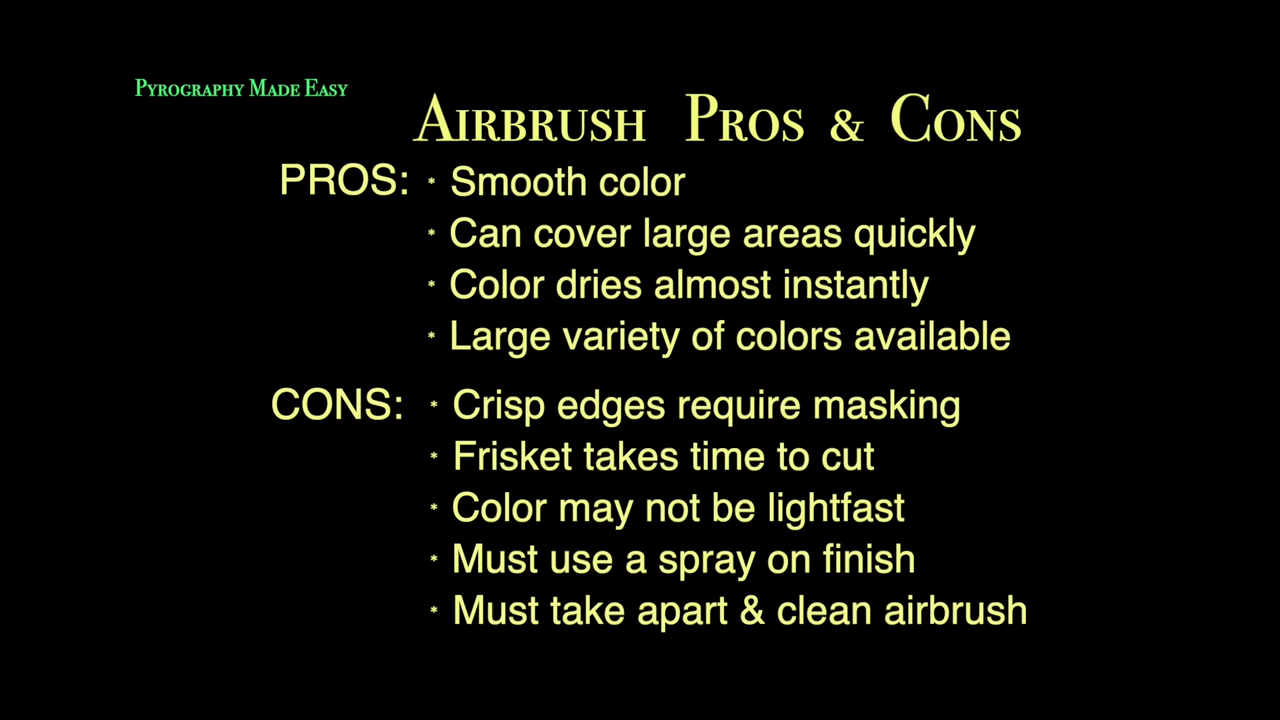 Pyrography Made Easy
Airbrush Pros & Cons
PROS: * Smooth color
* Can cover large areas quickly
* Color dries almost instantly
* Large variety of colors available
CONS: * Crisp edges require masking
* Frisket takes time to cut
* Color may not be lightfast
* Must use a spray on finish
* Must take apart & clean airbrush